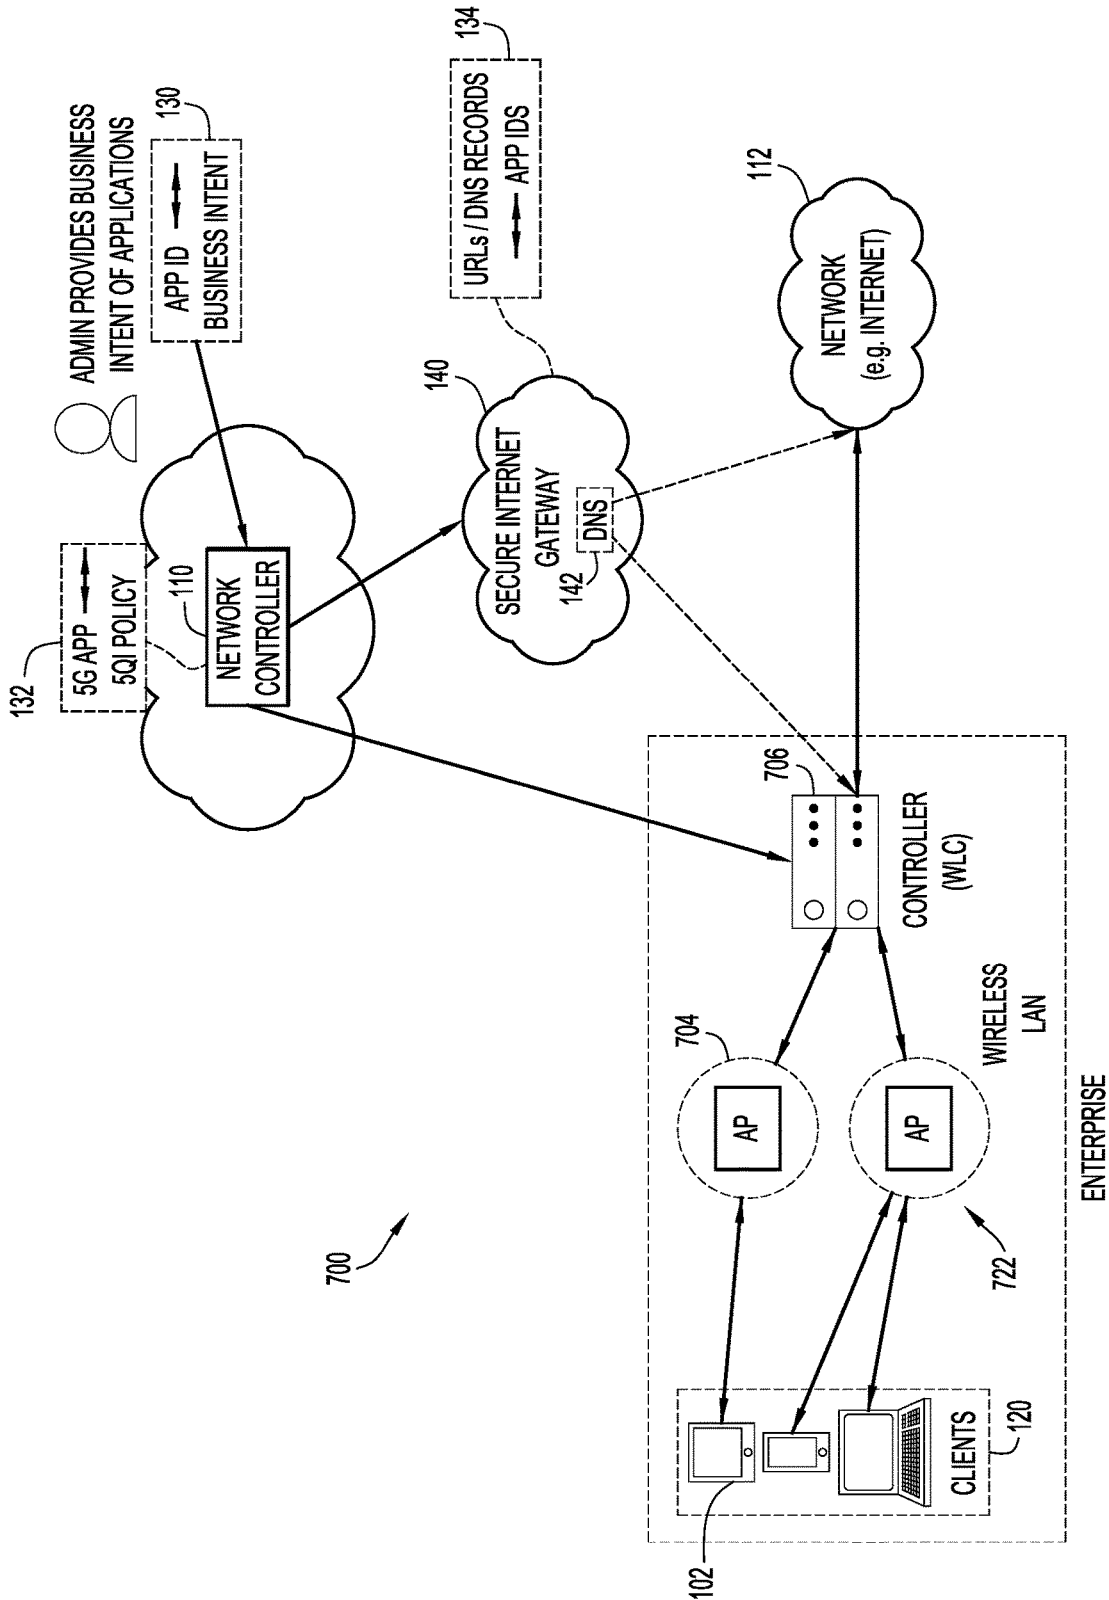 ADMIN PROVIDES BUSINESS
INTENT OF APPLICATIONS
130
APP ID
BUSINESS INTENT
132
5G APP
5QI POLICY
110
NETWORK
CONTROLLER
134
URLs / DNS RECORDS
APP IDS
140
SECURE INTERNET
GATEWAY
142
DNS
112
NETWORK
(e.g. INTERNET)
700
706
CONTROLLER
(WLC)
704
AP
AP
722
WIRELESS
LAN
102
CLIENTS
120
ENTERPRISE